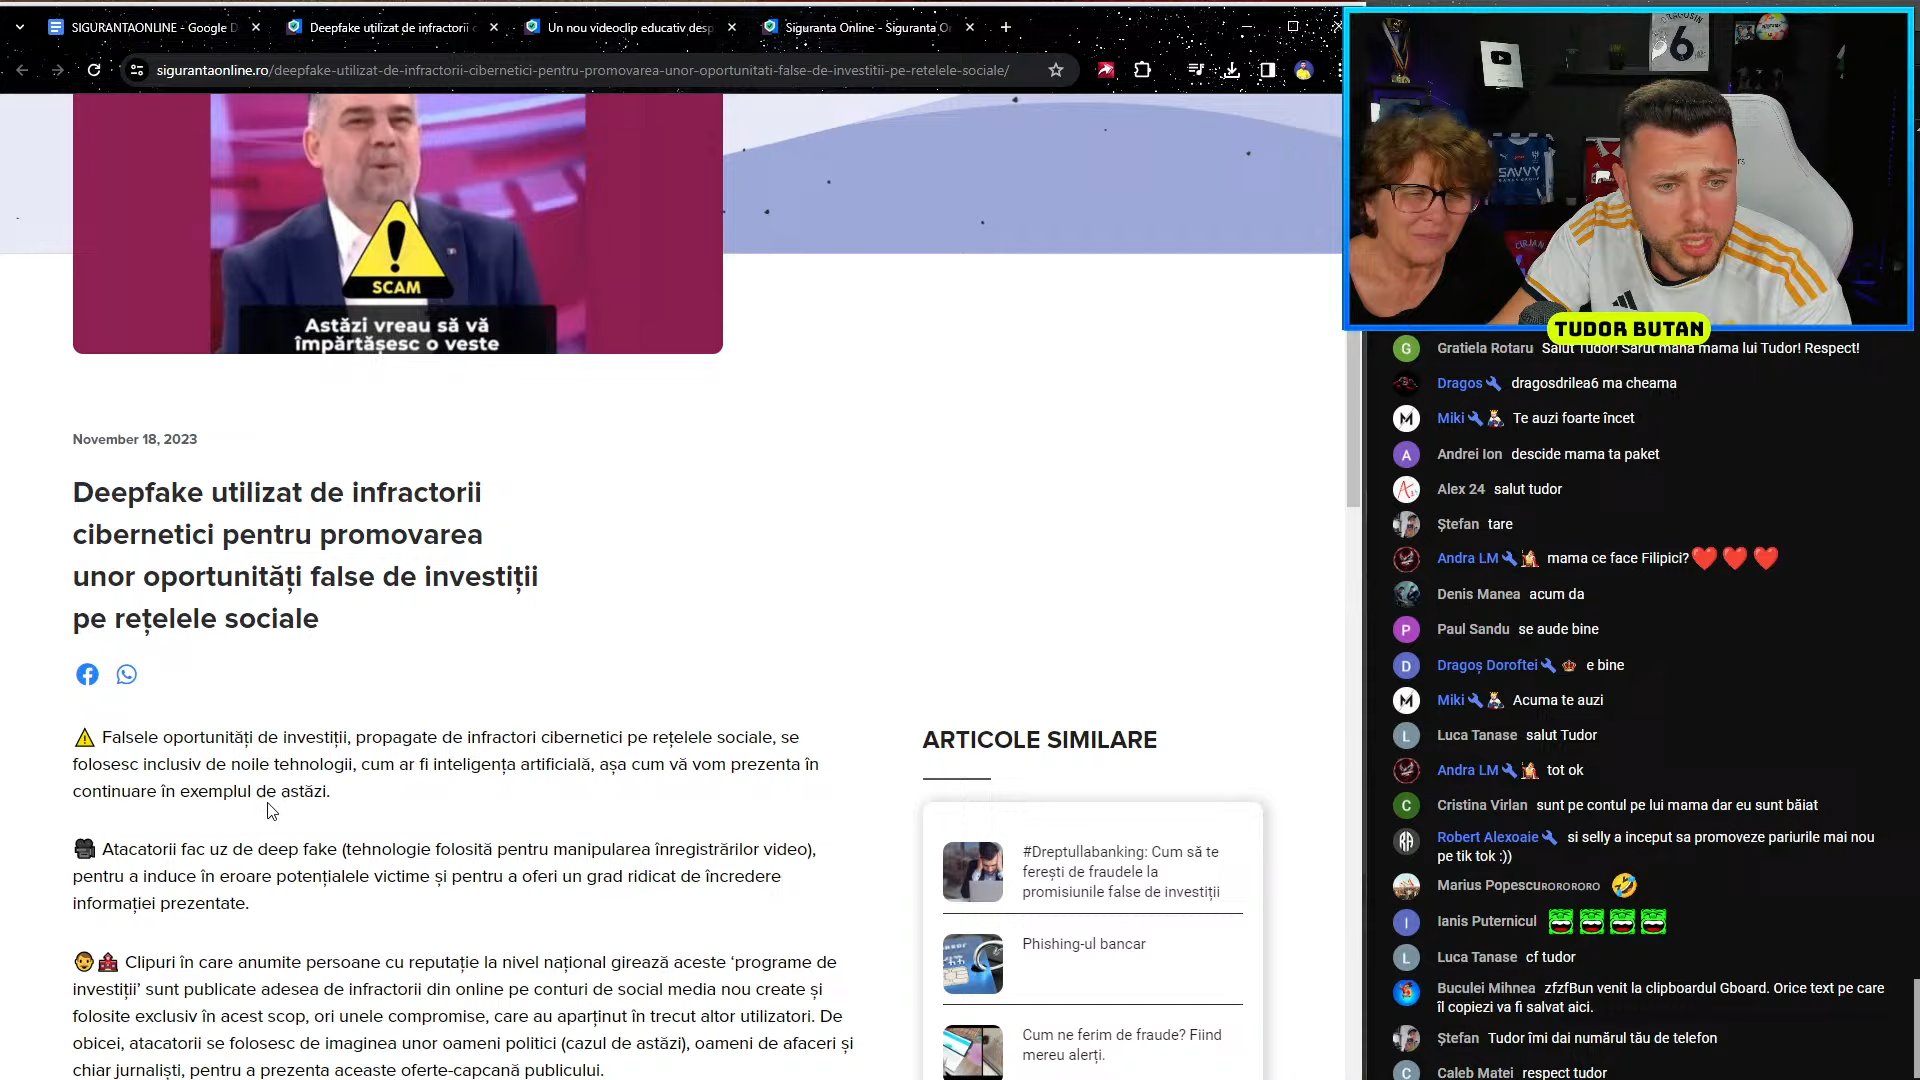 SIGURANTAONLINE - Google D
Deepfake utilizat de infractorii c
Un nou videoclip educativ desp
Siguranta Online - Siguranta O
sigurantaonline.ro/deepfake-utilizat-de-infractorii-cibernetici-pentru-promovarea-unor-oportunitati-false-de-investitii-pe-retelele-sociale/
SCAM
Astăzi vreau să vă
împărtășesc o veste
November 18, 2023
Deepfake utilizat de infractorii
cibernetici pentru promovarea
unor oportunități false de investiții
pe rețelele sociale
⚠️ Falsele oportunități de investiții, propagate de infractori cibernetici pe rețelele sociale, se
folosesc inclusiv de noile tehnologii, cum ar fi inteligența artificială, așa cum vă vom prezenta în
continuare în exemplul de astăzi.
Atacatorii fac uz de deep fake (tehnologie folosită pentru manipularea înregistrărilor video),
pentru a induce în eroare potențialele victime și pentru a oferi un grad ridicat de încredere
informației prezentate.
Clipuri în care anumite persoane cu reputație la nivel național girează aceste ‘programe de
investiții’ sunt publicate adesea de infractorii din online pe conturi de social media nou create și
folosite exclusiv în acest scop, ori unele compromise, care au aparținut în trecut altor utilizatori. De
obicei, atacatorii se folosesc de imaginea unor oameni politici (cazul de astăzi), oameni de afaceri și
chiar jurnaliști, pentru a prezenta aceaste oferte-capcană publicului.
ARTICOLE SIMILARE
#Dreptullabanking: Cum să te
ferești de fraudele la
promisiunile false de investiții
Phishing-ul bancar
Cum ne ferim de fraude? Fiind
mereu alerți.
DRAGUSIN
6
SAVVY
TUDOR BUTAN
G Gratiela Rotaru Salut Tudor! Sarut mana mama lui Tudor! Respect!
Dragos dragosdrilea6 ma cheama
M Miki Te auzi foarte încet
A Andrei Ion descide mama ta paket
Alex 24 salut tudor
Ștefan tare
Andra LM mama ce face Filipici?❤️❤️❤️
Denis Manea acum da
P Paul Sandu se aude bine
D Dragoș Doroftei e bine
M Miki Acuma te auzi
L Luca Tanase salut Tudor
Andra LM tot ok
C Cristina Virlan sunt pe contul pe lui mama dar eu sunt băiat
RA Robert Alexoaie si selly a inceput sa promoveze pariurile mai nou
pe tik tok :))
Marius Popescuʀᴏʀᴏʀᴏʀᴏ 🤣
I Ianis Puternicul
L Luca Tanase cf tudor
Buculei Mihnea zfzfBun venit la clipboardul Gboard. Orice text pe care
îl copiezi va fi salvat aici.
Ștefan Tudor îmi dai numărul tău de telefon
C Caleb Matei respect tudor